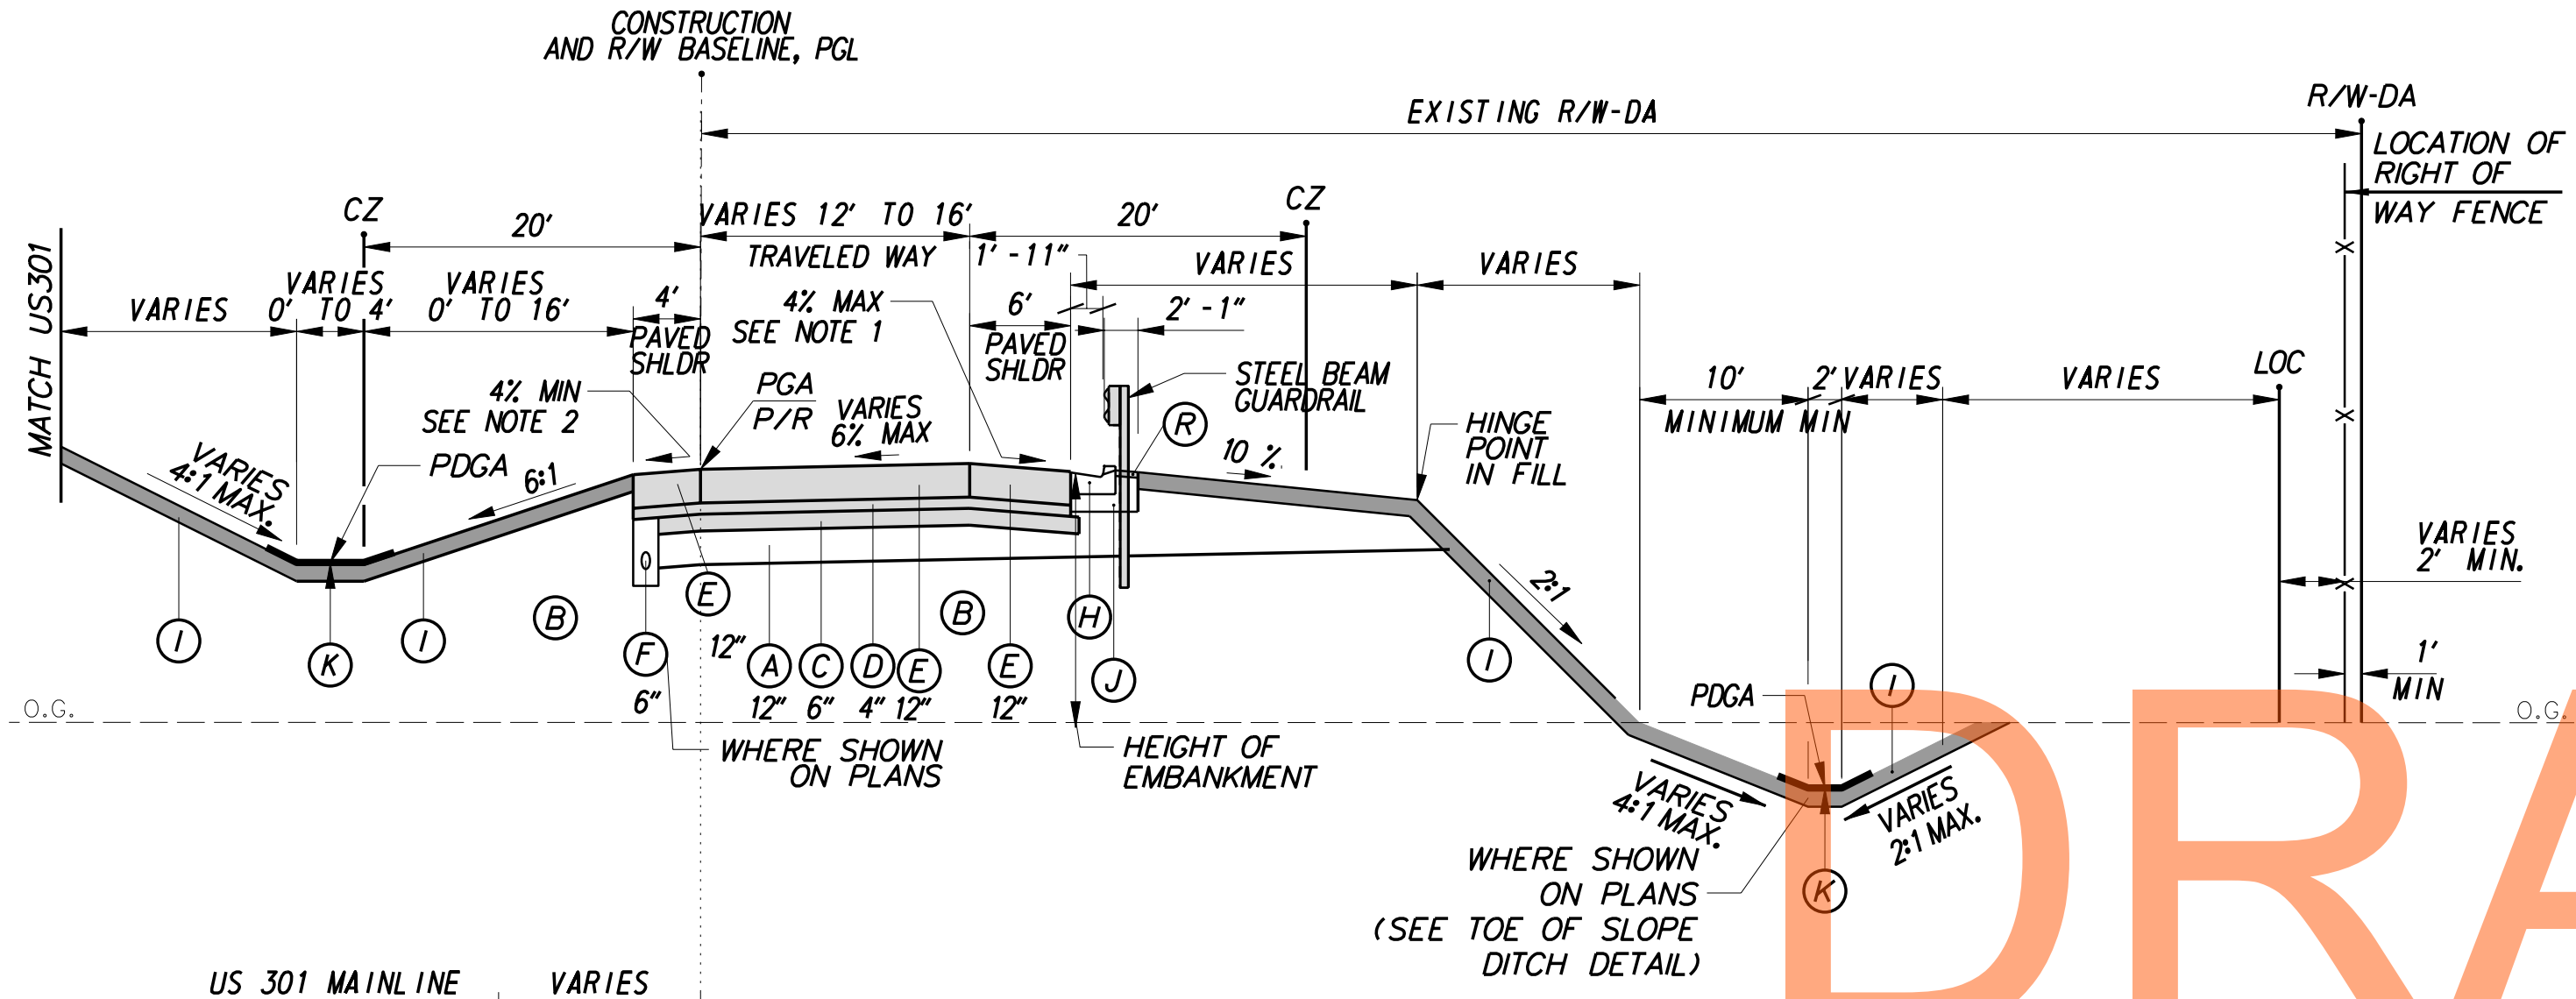 CONSTRUCTION
AND R/W BASELINE, PGL
EXISTING R/W-DA
R/W-DA
LOCATION OF
RIGHT OF
WAY FENCE
MATCH US301
CZ
20'
VARIES 12' TO 16'
TRAVELED WAY
20'
CZ
VARIES
VARIES
0' TO 4'
VARIES
0' TO 16'
4'
PAVED
SHLDR
4% MAX
SEE NOTE 1
1'-11"
6'
PAVED
SHLDR
VARIES
2'-1"
VARIES
STEEL BEAM
GUARDRAIL
10'
MINIMUM
2'
MIN
VARIES
VARIES
LOC
4% MIN
SEE NOTE 2
PGA
P/R
VARIES
6% MAX
R
10 %
HINGE
POINT
IN FILL
VARIES
4:1 MAX.
PDGA
6:1
2:1
VARIES
2' MIN.
1'
MIN
I
K
I
B
F
6"
E
12"
A
12"
C
6"
D
4"
E
12"
B
E
12"
H
J
I
PDGA
I
O.G.
O.G.
WHERE SHOWN
ON PLANS
HEIGHT OF
EMBANKMENT
VARIES
4:1 MAX.
VARIES
2:1 MAX.
WHERE SHOWN
ON PLANS
(SEE TOE OF SLOPE
DITCH DETAIL)
K
DRA
US 301 MAINLINE
VARIES